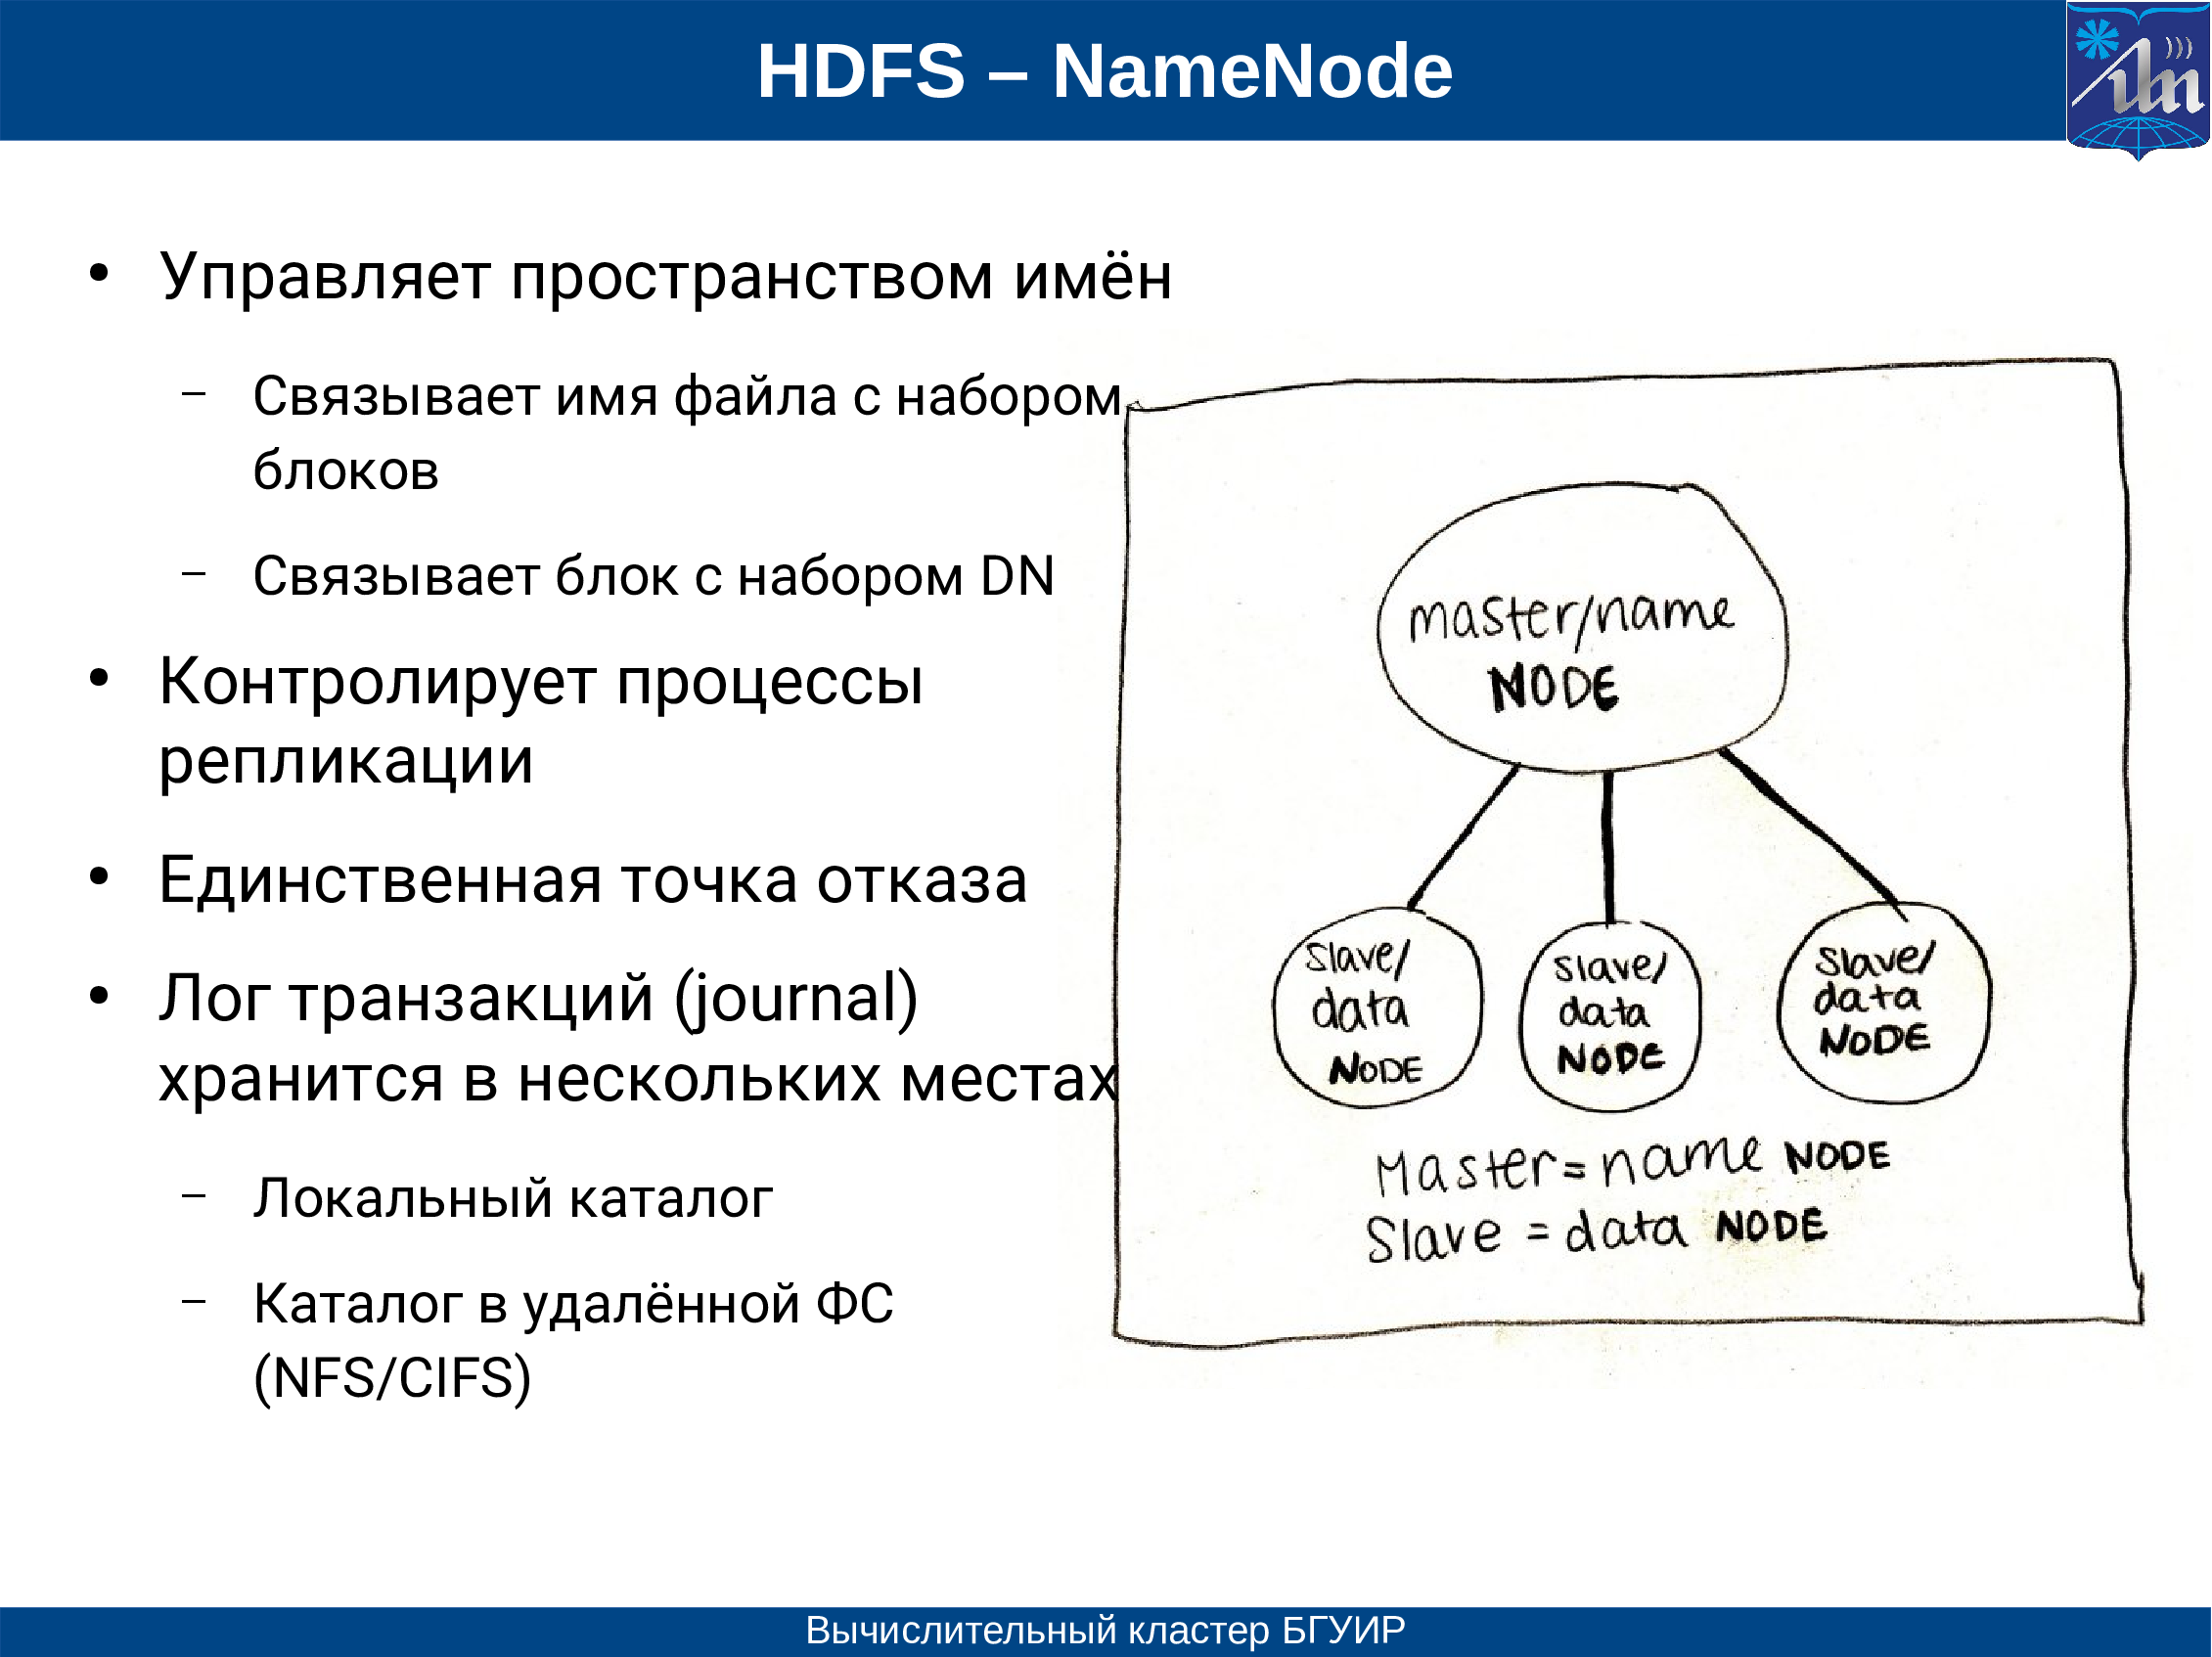 HDFS – NameNode
• Управляет пространством имён
– Связывает имя файла с набором
блоков
– Связывает блок с набором DN
• Контролирует процессы
репликации
• Единственная точка отказа
• Лог транзакций (journal)
хранится в нескольких местах
– Локальный каталог
– Каталог в удалённой ФС
(NFS/CIFS)
master/name
NODE
slave/
data
NODE
slave/
data
NODE
slave/
data
NODE
Master = name NODE
Slave = data NODE
Вычислительный кластер БГУИР